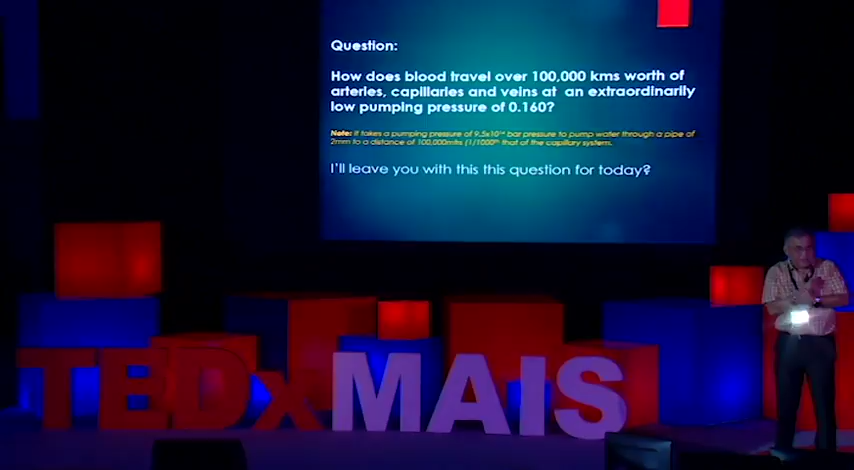 Question:
How does blood travel over 100,000 kms worth of
arteries, capillaries and veins at an extraordinarily
low pumping pressure of 0.160?
Note: It takes a pumping pressure of bar pressure to pump water through a pipe of
2mm to a distance of 100,000mtrs (1/1000th that of the capillary system.
I'll leave you with this this question for today?
TEDxMAIS